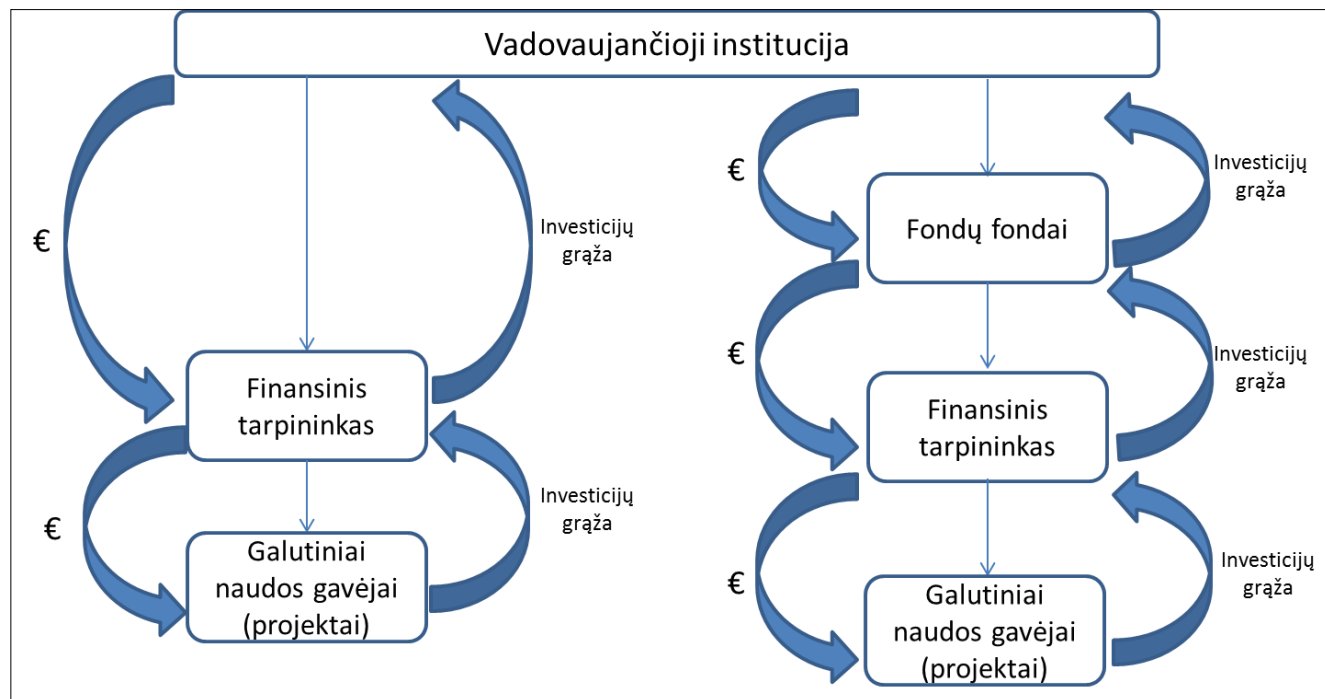 Vadovaujančioji institucija
€
Investicijų
grąža
Finansinis
tarpininkas
€
Investicijų
grąža
Galutiniai
naudos gavėjai
(projektai)
€
Investicijų
grąža
Fondų fondai
€
Investicijų
grąža
Finansinis
tarpininkas
€
Investicijų
grąža
Galutiniai
naudos gavėjai
(projektai)